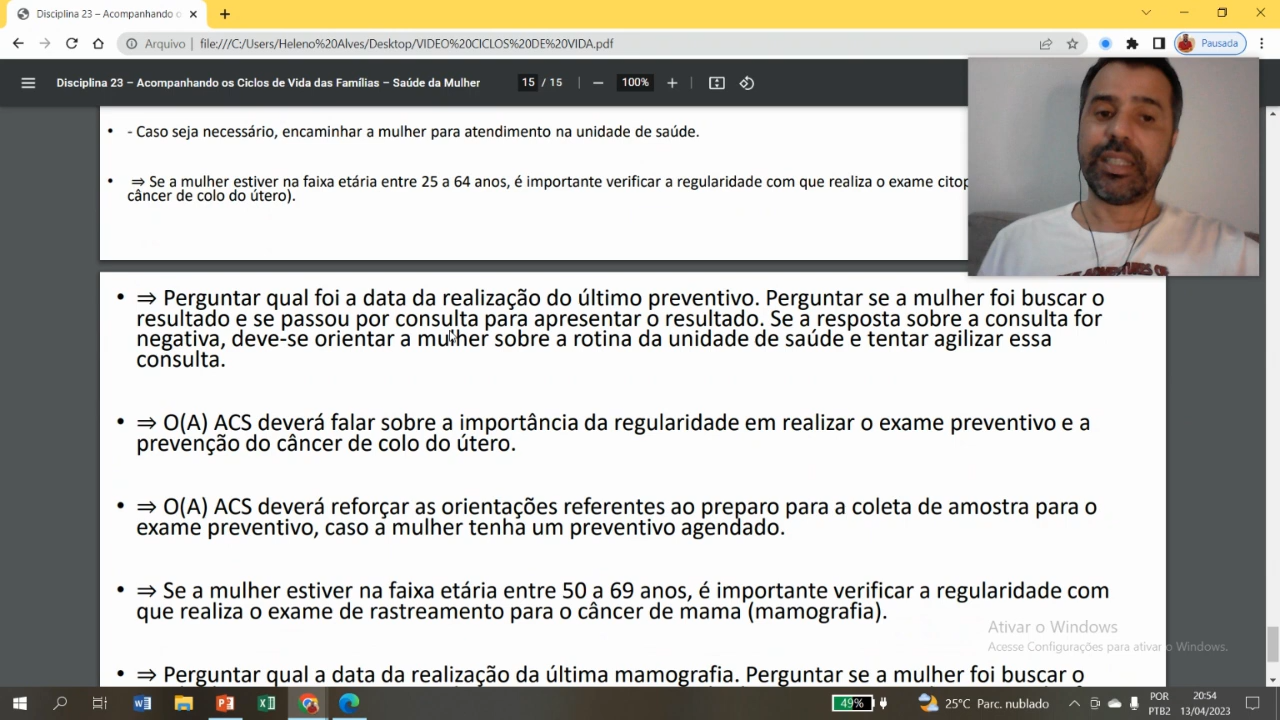 Disciplina 23 – Acompanhando o
Arquivo | file:///C:/Users/Heleno%20Alves/Desktop/VIDEO%20CICLOS%20DE%20VIDA.pdf
Pausada
Disciplina 23 – Acompanhando os Ciclos de Vida das Famílias – Saúde da Mulher
15 / 15
100%
• - Caso seja necessário, encaminhar a mulher para atendimento na unidade de saúde.
• ⇒ Se a mulher estiver na faixa etária entre 25 a 64 anos, é importante verificar a regularidade com que realiza o exame citop
câncer de colo do útero).
• ⇒ Perguntar qual foi a data da realização do último preventivo. Perguntar se a mulher foi buscar o
resultado e se passou por consulta para apresentar o resultado. Se a resposta sobre a consulta for
negativa, deve-se orientar a mulher sobre a rotina da unidade de saúde e tentar agilizar essa
consulta.
• ⇒ O(A) ACS deverá falar sobre a importância da regularidade em realizar o exame preventivo e a
prevenção do câncer de colo do útero.
• ⇒ O(A) ACS deverá reforçar as orientações referentes ao preparo para a coleta de amostra para o
exame preventivo, caso a mulher tenha um preventivo agendado.
• ⇒ Se a mulher estiver na faixa etária entre 50 a 69 anos, é importante verificar a regularidade com
que realiza o exame de rastreamento para o câncer de mama (mamografia).
Ativar o Windows
Acesse Configurações para ativar o Windows.
• ⇒ Perguntar qual a data da realização da última mamografia. Perguntar se a mulher foi buscar o
49%
25°C Parc. nublado
POR
PTB2
20:54
13/04/2023